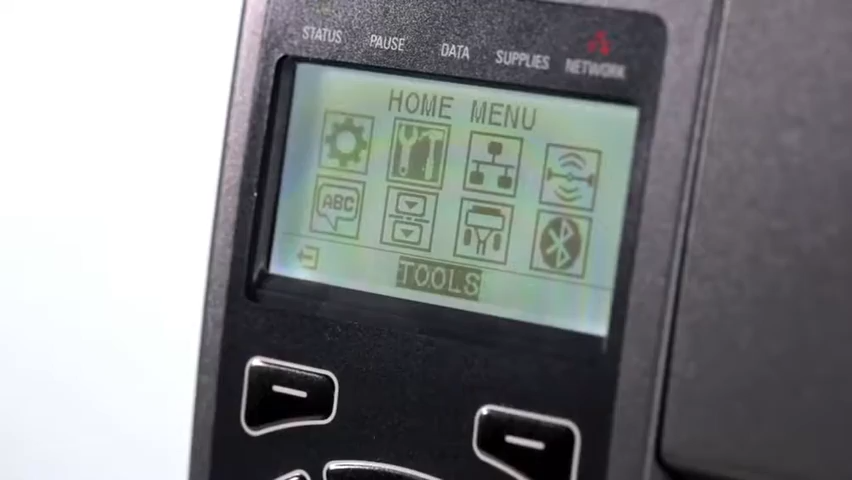 STATUS PAUSE DATA SUPPLIES NETWORK
HOME MENU
ABC
TOOLS